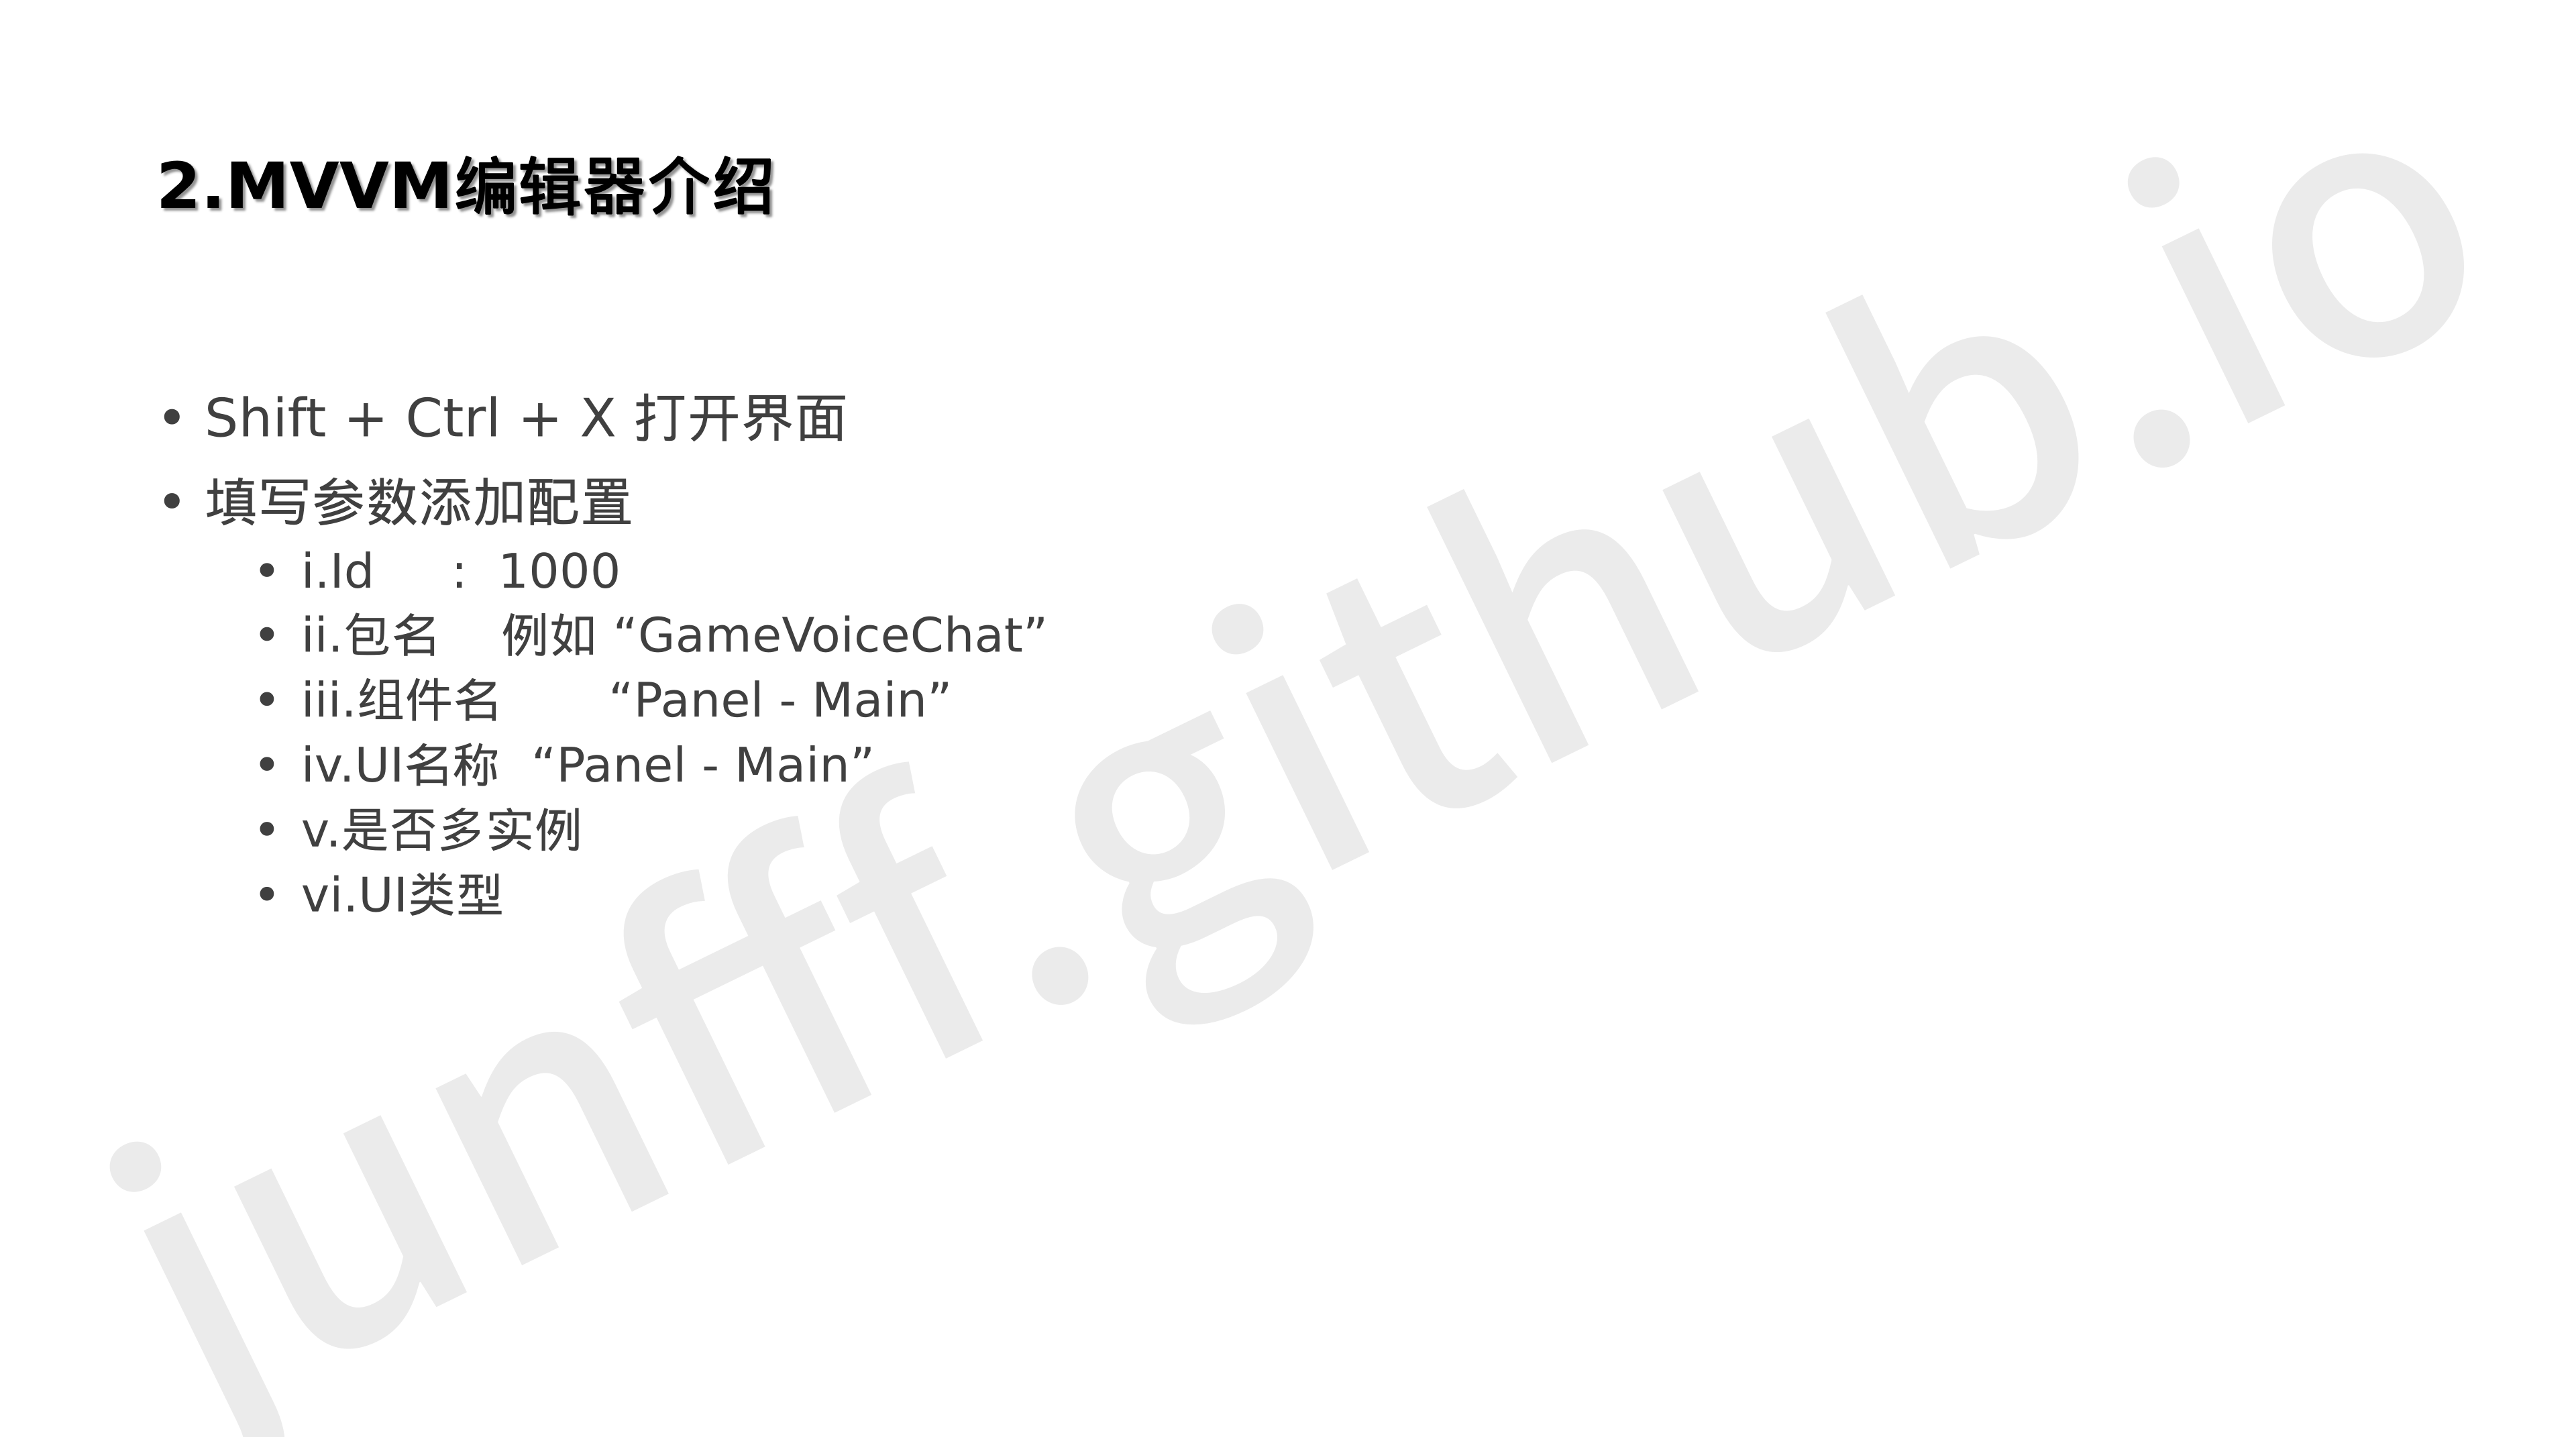 2.MVVM编辑器介绍
• Shift + Ctrl + X 打开界面
• 填写参数添加配置
• i.Id : 1000
• ii.包名 例如 “GameVoiceChat”
• iii.组件名 “Panel - Main”
• iv.UI名称 “Panel - Main”
• v.是否多实例
• vi.UI类型
junfff.github.io